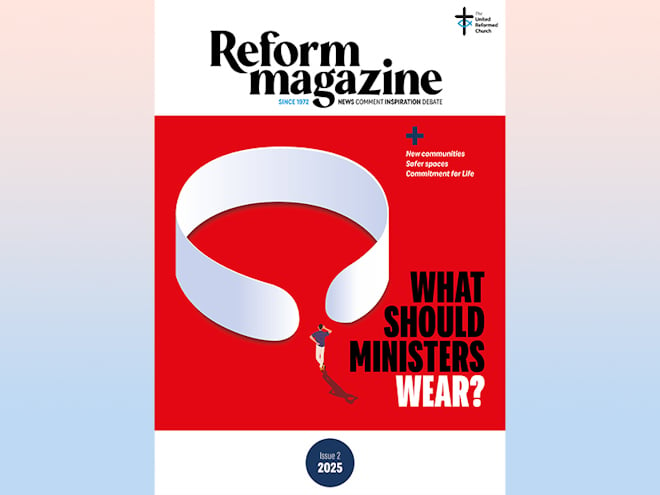 The
United
Reformed
Church
Reform
magazine
SINCE 1972 NEWS COMMENT INSPIRATION DEBATE
New communities
Safer spaces
Commitment for Life
WHAT
SHOULD
MINISTERS
WEAR?
Issue 2
2025